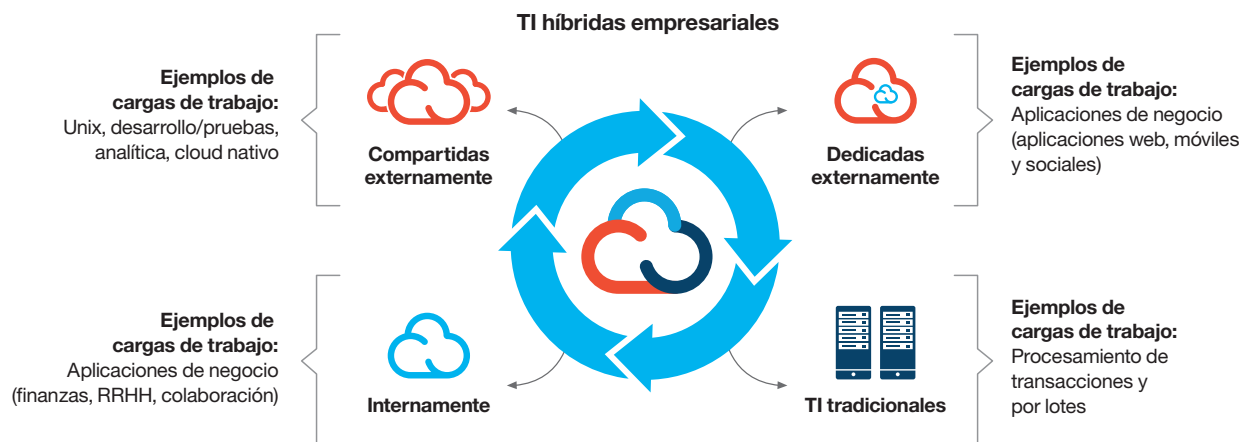 TI híbridas empresariales
Ejemplos de
cargas de trabajo:
Unix, desarrollo/pruebas,
analítica, cloud nativo
Compartidas
externamente
Dedicadas
externamente
Ejemplos de
cargas de trabajo:
Aplicaciones de negocio
(aplicaciones web, móviles
y sociales)
Ejemplos de
cargas de trabajo:
Aplicaciones de negocio
(finanzas, RRHH, colaboración)
Internamente
TI tradicionales
Ejemplos de
cargas de trabajo:
Procesamiento de
transacciones y
por lotes